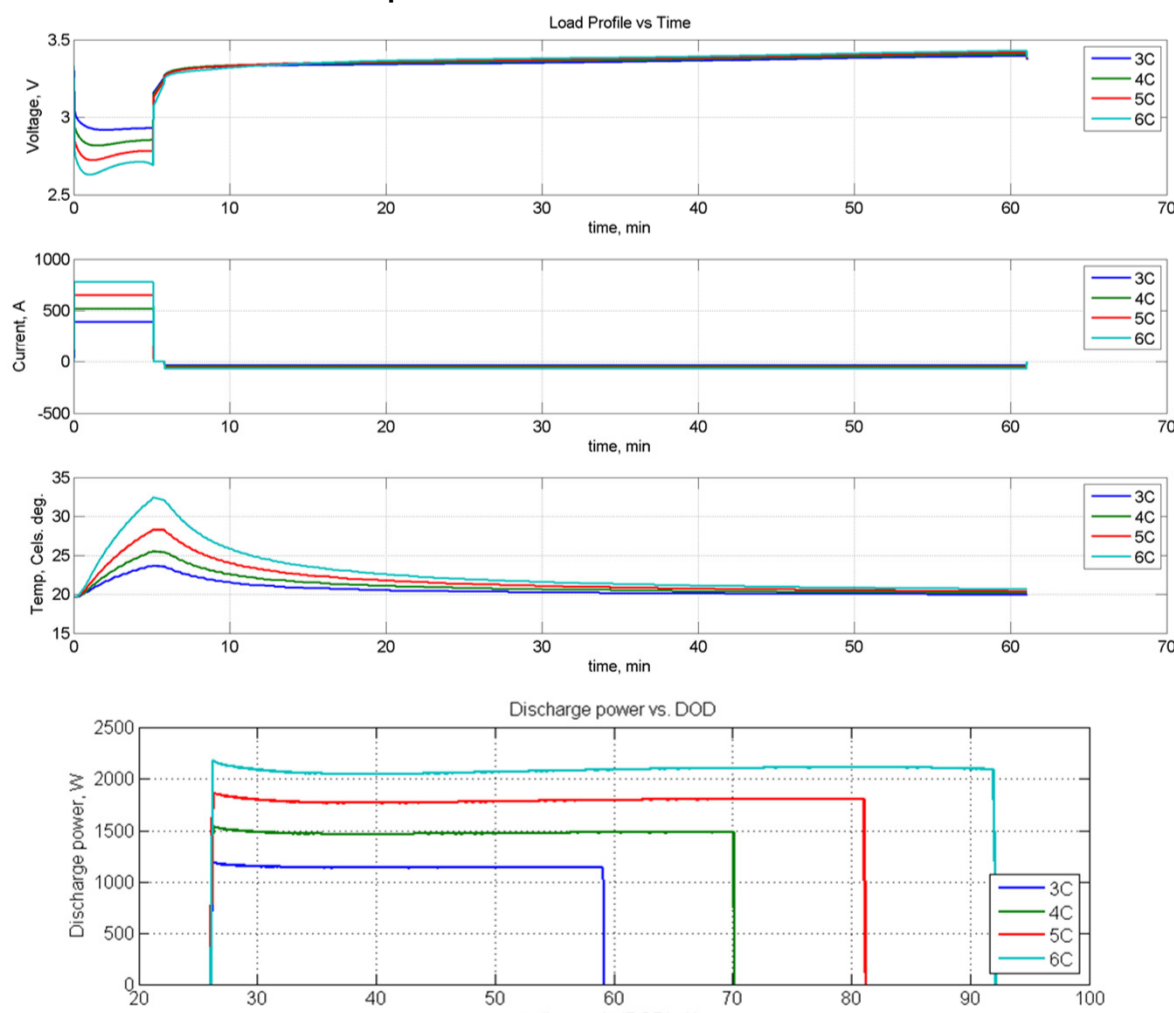 Load Profile vs Time
3.5
3
2.5
Voltage, V
3C
4C
5C
6C
0 10 20 30 40 50 60 70
time, min
1000
500
0
-500
Current, A
3C
4C
5C
6C
0 10 20 30 40 50 60 70
time, min
35
30
25
20
15
Temp, Cels. deg.
3C
4C
5C
6C
0 10 20 30 40 50 60 70
time, min
Discharge power vs. DOD
2500
2000
1500
1000
500
0
Discharge power, W
3C
4C
5C
6C
20 30 40 50 60 70 80 90 100